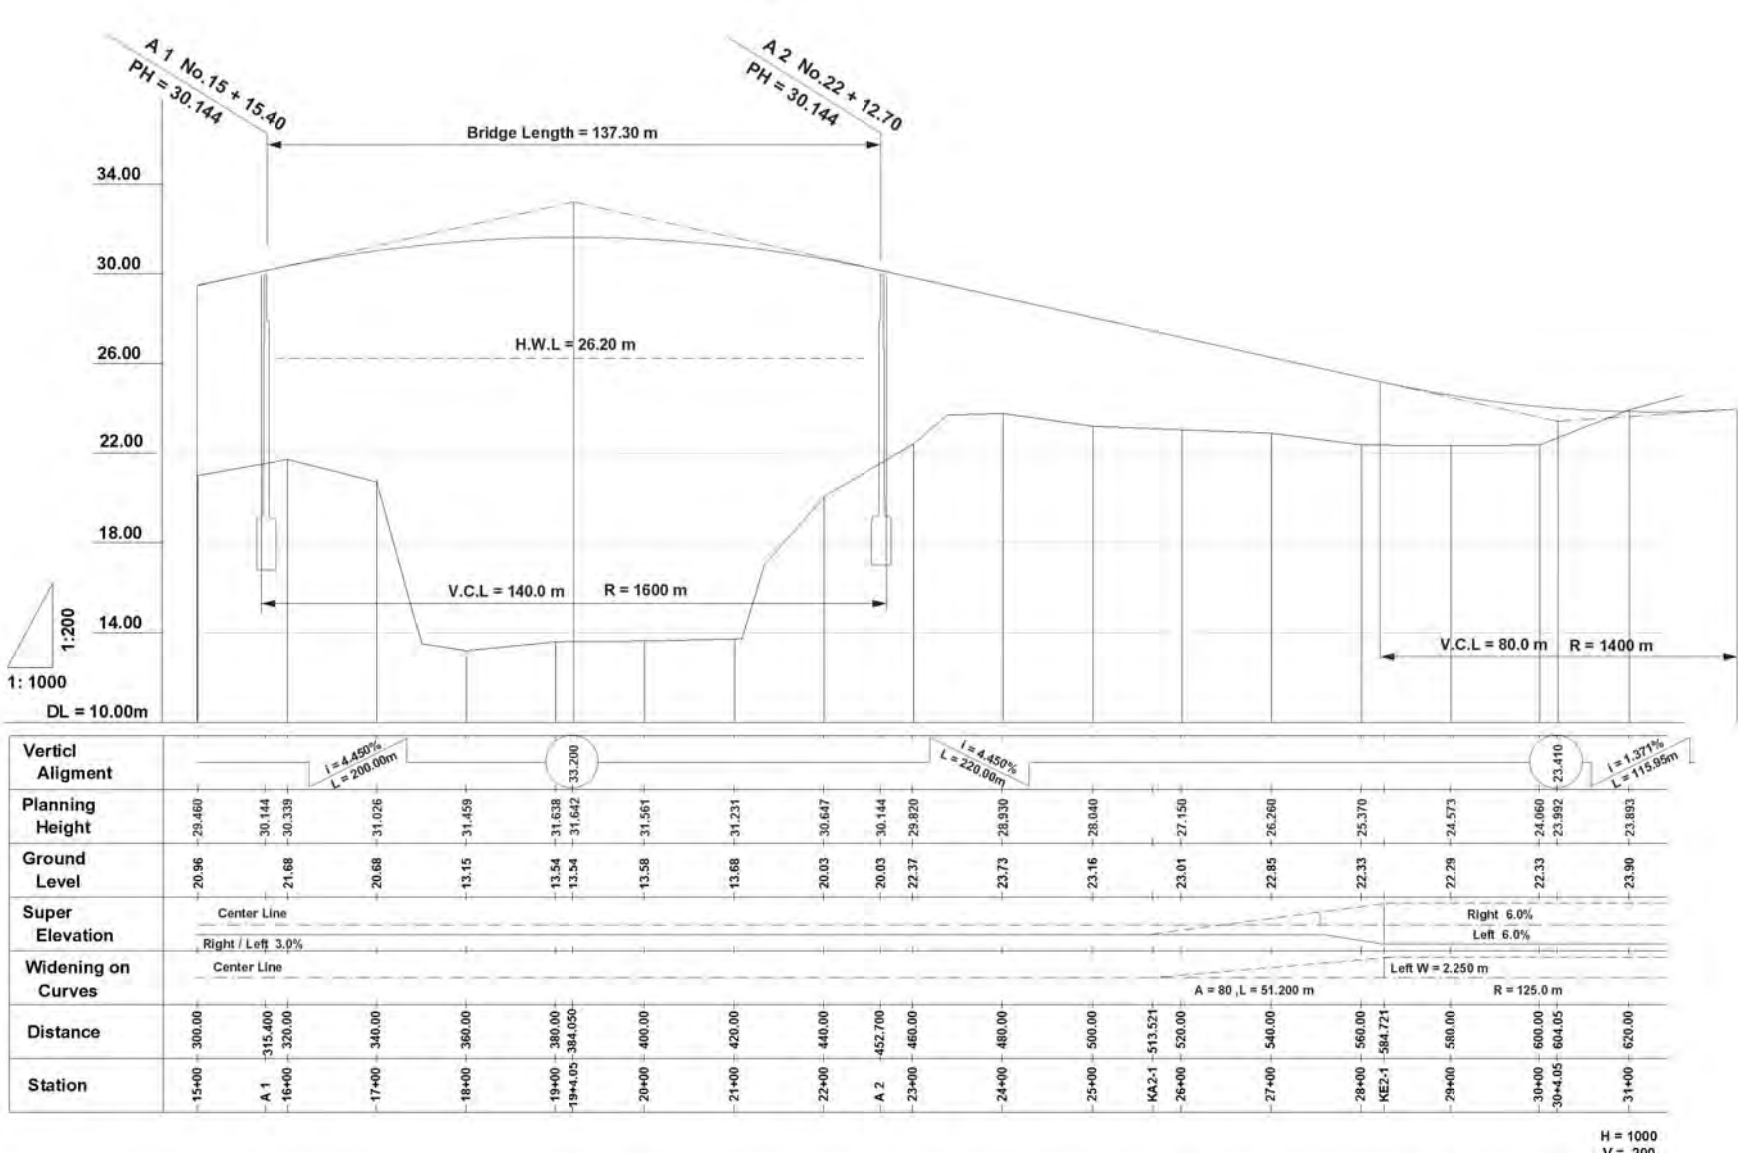 A 1 No.15 + 15.40
PH = 30.144
A 2 No.22 + 12.70
PH = 30.144
Bridge Length = 137.30 m
34.00
30.00
26.00
H.W.L = 26.20 m
22.00
18.00
V.C.L = 140.0 m R = 1600 m
14.00
1:200
1: 1000
V.C.L = 80.0 m R = 1400 m
DL = 10.00m
Verticl
Aligment
i = 4.450%
L = 200.00m
33.200
i = 4.450%
L = 220.00m
23.410
i = 1.371%
L = 115.95m
Planning
Height
29.460 30.144 30.339 31.026 31.459 31.638 31.642 31.561 31.231 30.647 30.144 29.820 28.930 28.040 27.150 26.260 25.370 24.573 24.060 23.992 23.893
Ground
Level
20.96 21.68 20.68 13.15 13.54 13.54 13.58 13.68 20.03 20.03 22.37 23.73 23.16 23.01 22.85 22.33 22.29 22.33 23.90
Super
Elevation
Center Line
Right / Left 3.0%
Right 6.0%
Left 6.0%
Widening on
Curves
Center Line
Left W = 2.250 m
A = 80 ,L = 51.200 m
R = 125.0 m
Distance
300.00 315.400 320.00 340.00 360.00 380.00 384.050 400.00 420.00 440.00 452.700 460.00 480.00 500.00 513.521 520.00 540.00 560.00 584.721 580.00 600.00 604.05 620.00
Station
15+00 A 1 16+00 17+00 18+00 19+00 19+4.05 20+00 21+00 22+00 A 2 23+00 24+00 25+00 KA2-1 26+00 27+00 28+00 KE2-1 29+00 30+00 30+4.05 31+00
H = 1000